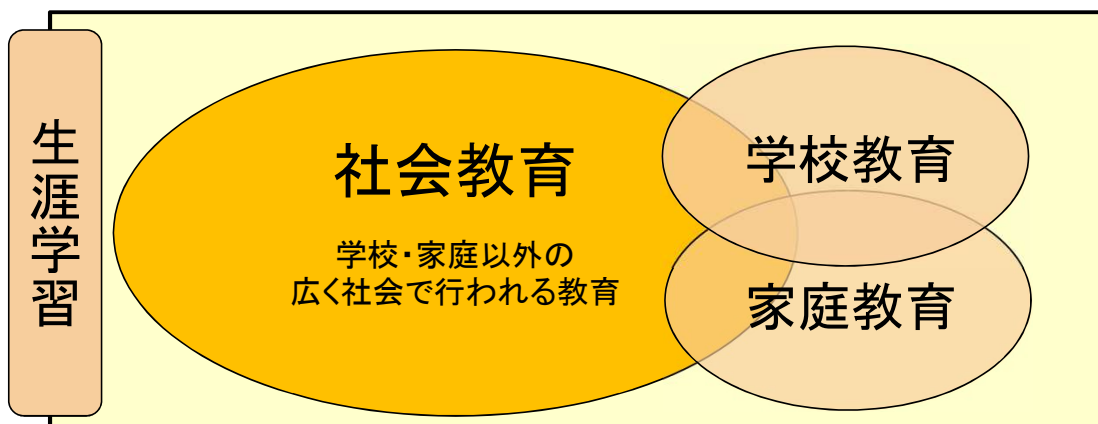 生涯学習
社会教育
学校・家庭以外の
広く社会で行われる教育
学校教育
家庭教育